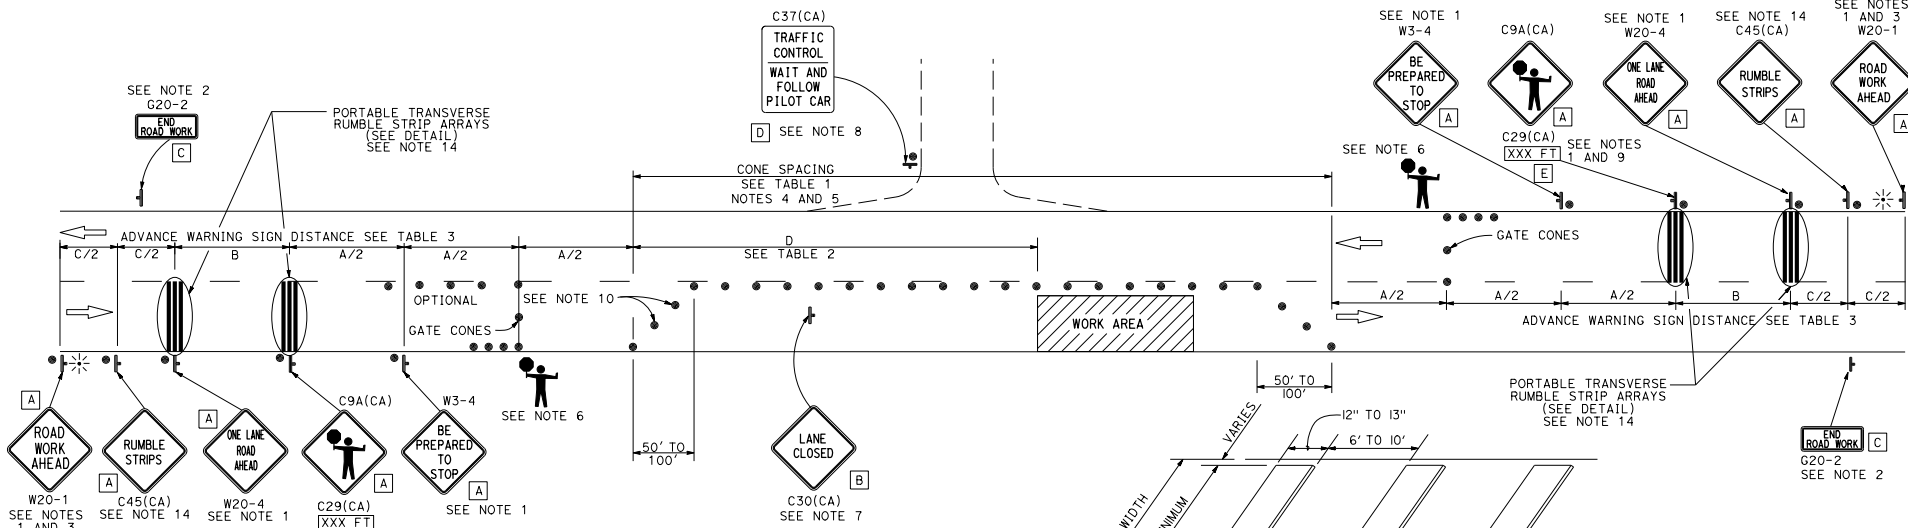 C37(CA)
TRAFFIC
CONTROL
WAIT AND
FOLLOW
PILOT CAR
D SEE NOTE 8
SEE NOTE 2
G20-2
END
ROAD WORK
C
PORTABLE TRANSVERSE
RUMBLE STRIP ARRAYS
(SEE DETAIL)
SEE NOTE 14
CONE SPACING
SEE TABLE 1
NOTES 4 AND 5
SEE NOTE 1
W3-4
BE
PREPARED
TO
STOP
A
C9A(CA)
A
C29(CA)
XXX FT
E
SEE NOTES
1 AND 9
SEE NOTE 6
SEE NOTE 1
W20-4
ONE LANE
ROAD
AHEAD
A
SEE NOTE 14
C45(CA)
RUMBLE
STRIPS
A
SEE NOTES
1 AND 3
W20-1
ROAD
WORK
AHEAD
A
ADVANCE WARNING SIGN DISTANCE SEE TABLE 3
C/2
C/2
B
A/2
A/2
A/2
D
SEE TABLE 2
GATE CONES
OPTIONAL
SEE NOTE 10
GATE CONES
WORK AREA
A/2
A/2
A/2
B
C/2
C/2
ADVANCE WARNING SIGN DISTANCE SEE TABLE 3
A
ROAD
WORK
AHEAD
W20-1
SEE NOTES
1 AND 3
RUMBLE
STRIPS
A
C45(CA)
SEE NOTE 14
A
ONE LANE
ROAD
AHEAD
W20-4
SEE NOTE 1
C9A(CA)
A
C29(CA)
XXX FT
W3-4
BE
PREPARED
TO
STOP
A
SEE NOTE 1
SEE NOTE 6
50' TO
100'
LANE
CLOSED
B
C30(CA)
SEE NOTE 7
50' TO
100'
VARIES
12" TO 13"
6' TO 10'
WIDTH
PORTABLE TRANSVERSE
RUMBLE STRIP ARRAYS
(SEE DETAIL)
SEE NOTE 14
END
ROAD WORK
C
G20-2
SEE NOTE 2